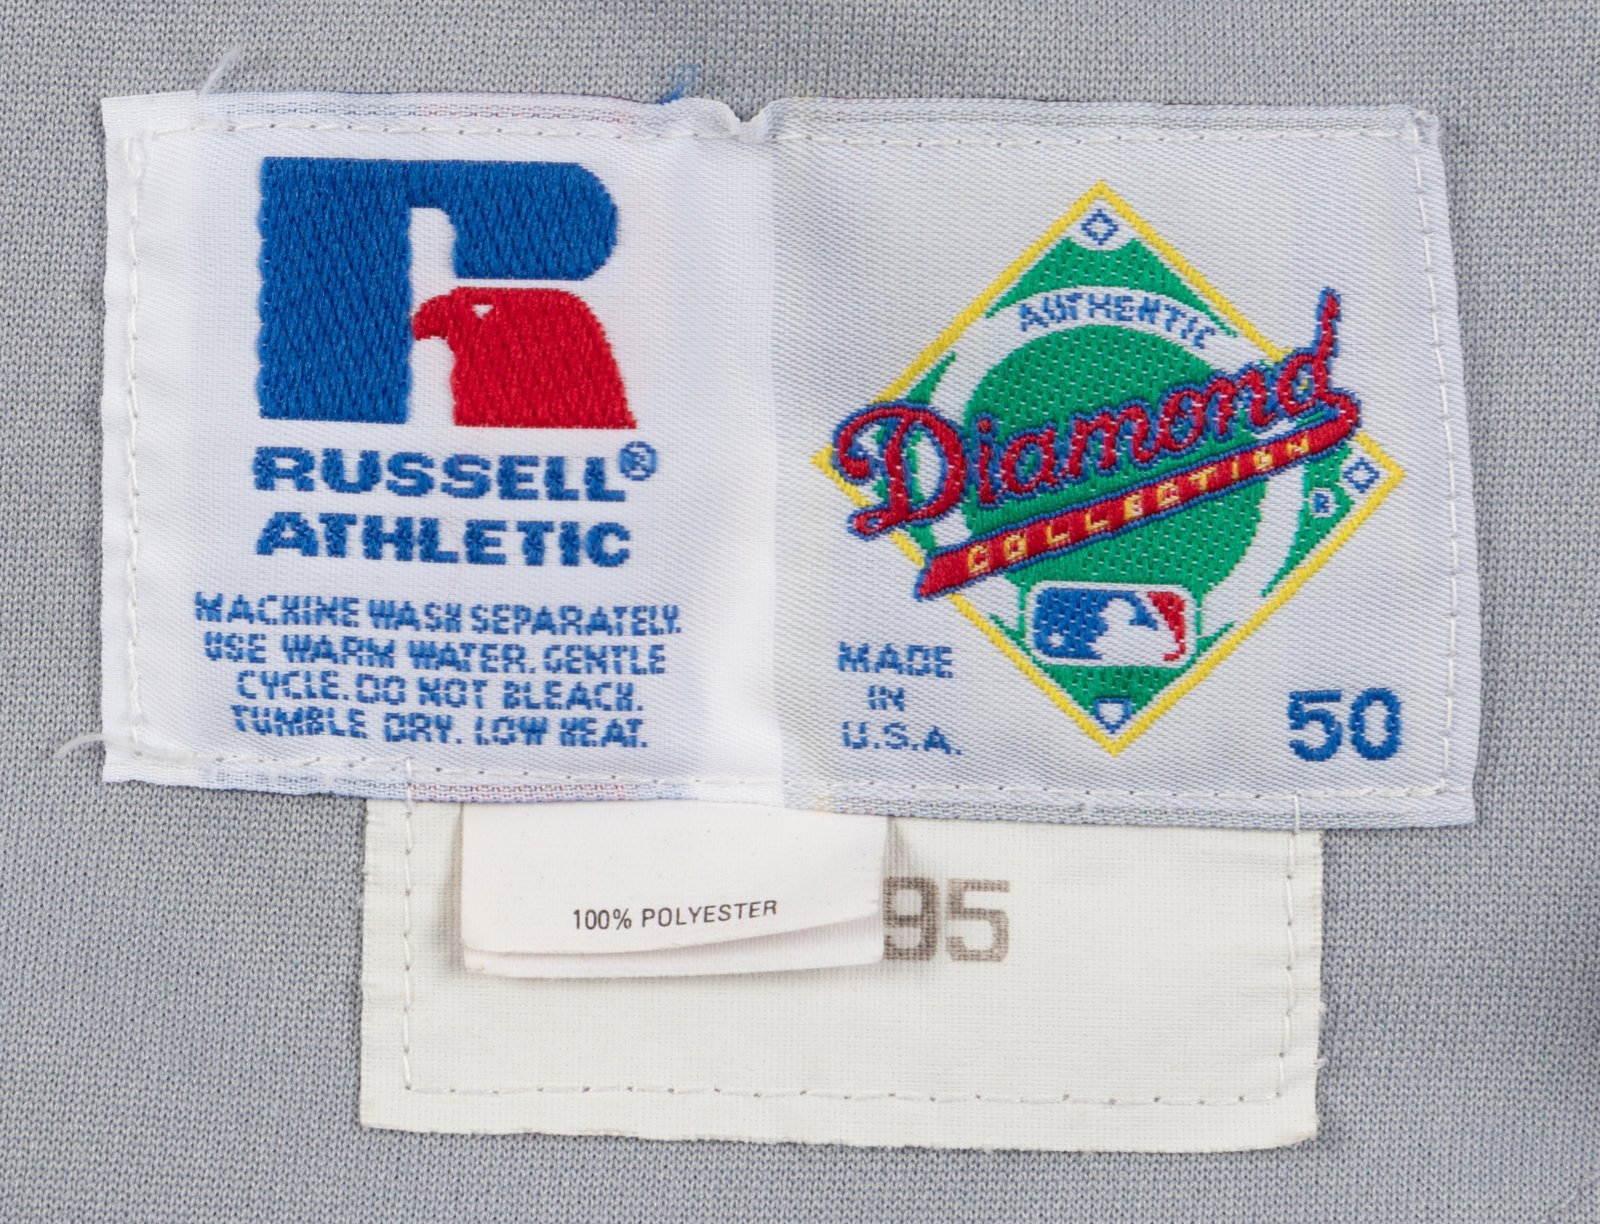 RUSSELL®
ATHLETIC
MACHINE WASH SEPARATELY.
USE WARM WATER. GENTLE
CYCLE. DO NOT BLEACH.
TUMBLE DRY. LOW HEAT.
AUTHENTIC
Diamond
COLLECTION
MADE
IN
U.S.A.
50
100% POLYESTER
95